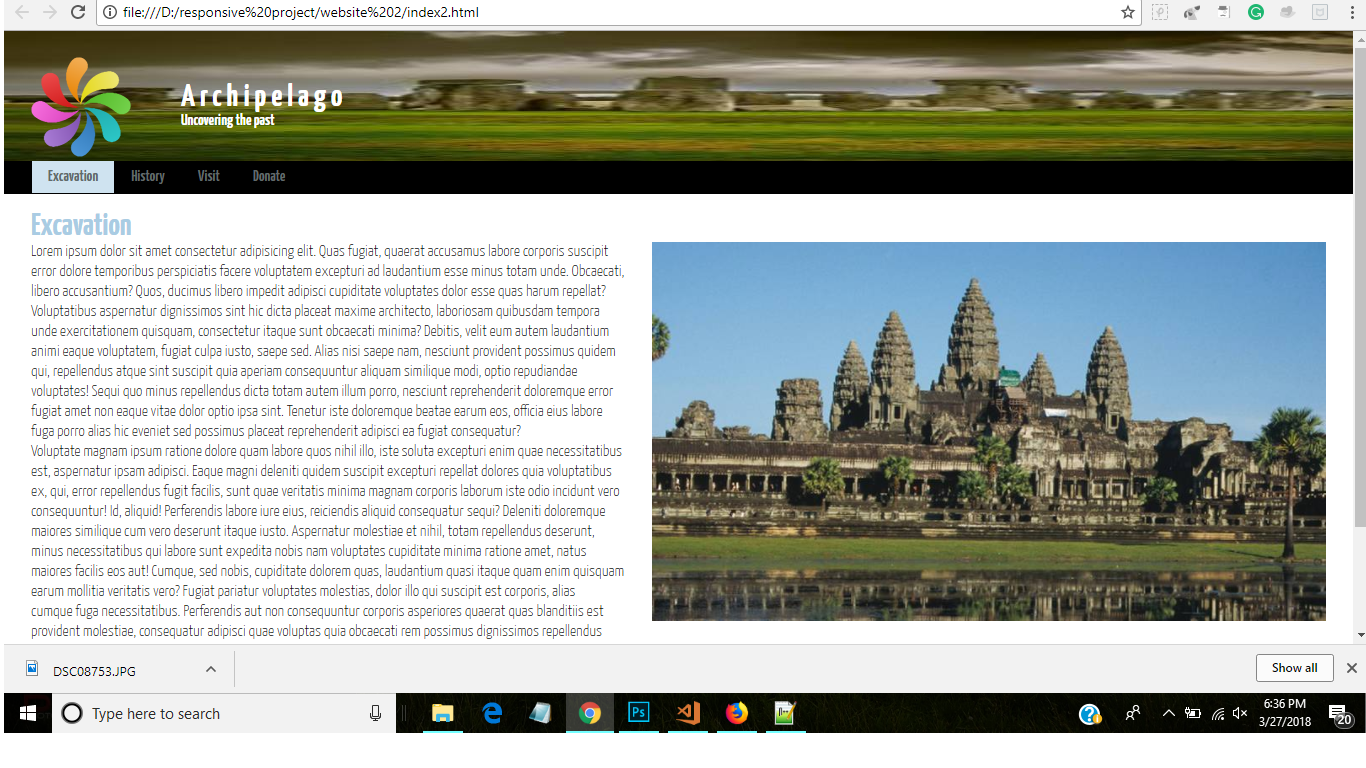 file:///D:/responsive%20project/website%202/index2.html
Archipelago
Uncovering the past
Excavation History Visit Donate
Excavation
Lorem ipsum dolor sit amet consectetur adipisicing elit. Quas fugiat, quaerat accusamus labore corporis suscipit
error dolore temporibus perspiciatis facere voluptatem excepturi ad laudantium esse minus totam unde. Obcaecati,
libero accusantium? Quos, ducimus libero impedit adipisci cupiditate voluptates dolor esse quas harum repellat?
Voluptatibus aspernatur dignissimos sint hic dicta placeat maxime architecto, laboriosam quibusdam tempora
unde exercitationem quisquam, consectetur itaque sunt obcaecati minima? Debitis, velit eum autem laudantium
animi eaque voluptatem, fugiat culpa iusto, saepe sed. Alias nisi saepe nam, nesciunt provident possimus quidem
qui, repellendus atque sint suscipit quia aperiam consequuntur aliquam similique modi, optio repudiandae
voluptates! Sequi quo minus repellendus dicta totam autem illum porro, nesciunt reprehenderit doloremque error
fugiat amet non eaque vitae dolor optio ipsa sint. Tenetur iste doloremque beatae earum eos, officia eius labore
fuga porro alias hic eveniet sed possimus placeat reprehenderit adipisci ea fugiat consequatur?
Voluptate magnam ipsum ratione dolore quam labore quos nihil illo, iste soluta excepturi enim quae necessitatibus
est, aspernatur ipsam adipisci. Eaque magni deleniti quidem suscipit excepturi repellat dolores quia voluptatibus
ex, qui, error repellendus fugit facilis, sunt quae veritatis minima magnam corporis laborum iste odio incidunt vero
consequuntur! Id, aliquid! Perferendis labore iure eius, reiciendis aliquid consequatur sequi? Deleniti doloremque
maiores similique cum vero deserunt itaque iusto. Aspernatur molestiae et nihil, totam repellendus deserunt,
minus necessitatibus qui labore sunt expedita nobis nam voluptates cupiditate minima ratione amet, natus
maiores facilis eos aut! Cumque, sed nobis, cupiditate dolorem quas, laudantium quasi itaque quam enim quisquam
earum mollitia veritatis vero? Fugiat pariatur voluptates molestias, dolor illo qui suscipit est corporis, alias
cumque fuga necessitatibus. Perferendis aut non consequuntur corporis asperiores quaerat quas blanditiis est
provident molestiae, consequatur adipisci quae voluptas quia obcaecati rem possimus dignissimos repellendus
DSC08753.JPG
Show all
Type here to search
Ps
6:36 PM
3/27/2018
20